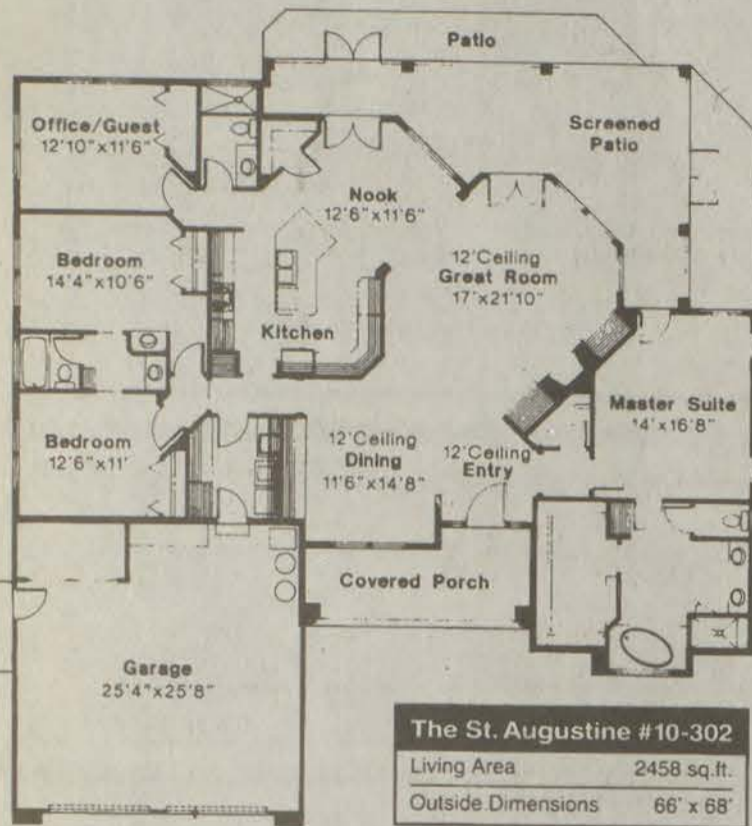 Patio
Office/Guest
12'10"x11'6"
Screened
Patio
Nook
12'6"x11'6"
Bedroom
14'4"x10'6"
12'Ceiling
Great Room
17'x21'10"
Kitchen
Master Suite
14'x16'8"
Bedroom
12'6"x11'
12'Ceiling
Dining
11'6"x14'8"
12'Ceiling
Entry
Covered Porch
Garage
25'4"x25'8"
The St. Augustine #10-302
Living Area 2458 sq.ft.
Outside Dimensions 66' x 68'